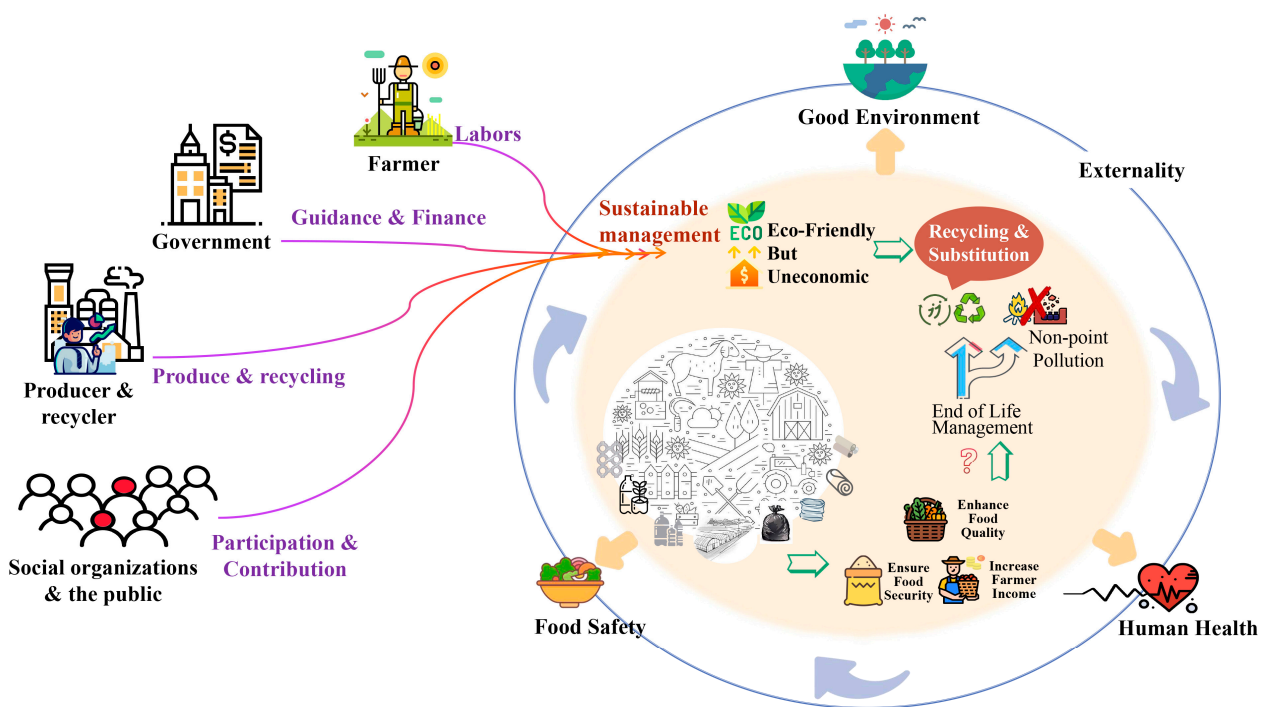 Good Environment
Labors
Farmer
Externality
Government
Guidance & Finance
Sustainable
management
ECO
Eco-Friendly
But
Uneconomic
Recycling &
Substitution
Non-point
Pollution
Producer &
recycler
Produce & recycling
End of Life
Management
?
Enhance
Food
Quality
Social organizations
& the public
Participation &
Contribution
Ensure
Food
Security
Increase
Farmer
Income
Food Safety
Human Health